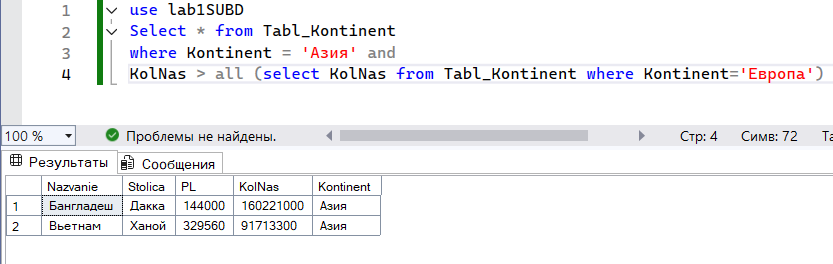 1 use lab1SUBD
2 Select * from Tabl_Kontinent
3 where Kontinent = 'Азия' and
4 KolNas > all (select KolNas from Tabl_Kontinent where Kontinent='Европа')
100 % Проблемы не найдены. Стр: 4 Симв: 72
Результаты Сообщения
Nazvanie Stolica PL KolNas Kontinent
1 Бангладеш Дакка 144000 160221000 Азия
2 Вьетнам Ханой 329560 91713300 Азия